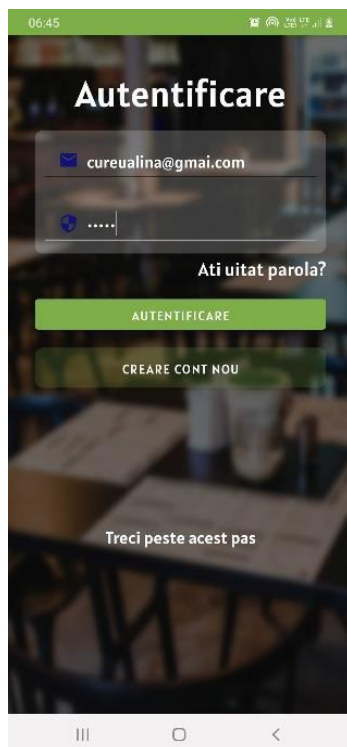 06:45
Autentificare
cureualina@gmai.com
.....
Ati uitat parola?
AUTENTIFICARE
CREARE CONT NOU
Treci peste acest pas